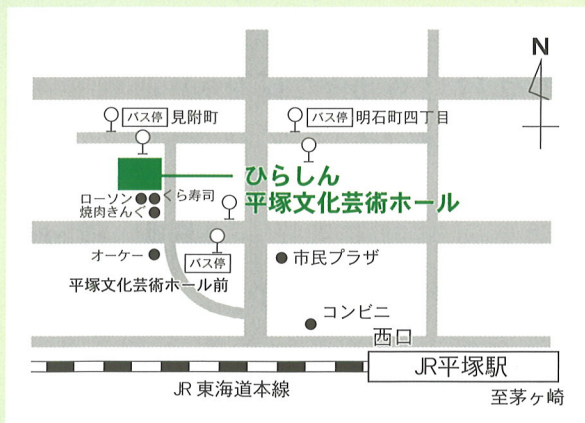 N
バス停 見附町
バス停 明石町四丁目
ひらしん
平塚文化芸術ホール
ローソン
くら寿司
焼肉きんぐ
オーケー
バス停
平塚文化芸術ホール前
市民プラザ
コンビニ
西口
JR平塚駅
JR 東海道本線
至茅ヶ崎